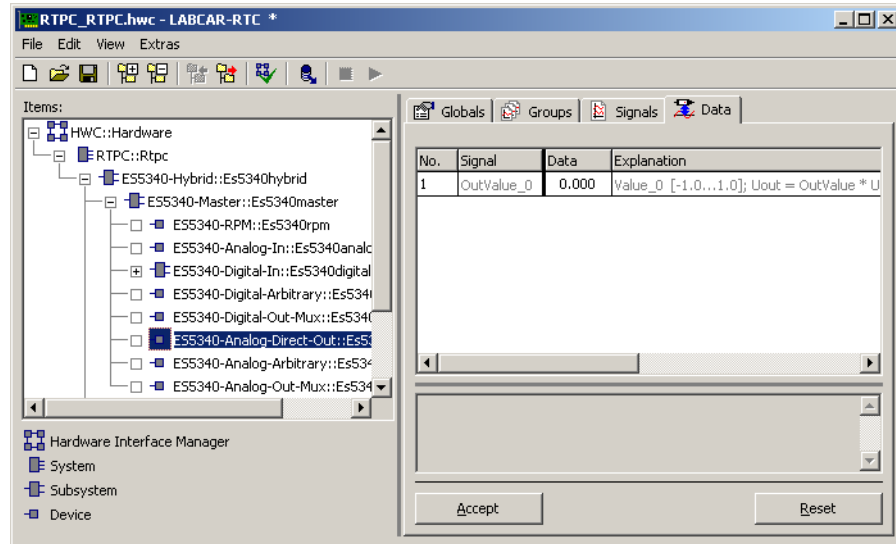 RTPC_RTPC.hwc - LABCAR-RTC *
File Edit View Extras
Items:
HWC::Hardware
RTPC::Rtpc
ES5340-Hybrid::Es5340hybrid
ES5340-Master::Es5340master
ES5340-RPM::Es5340rpm
ES5340-Analog-In::Es5340analo
ES5340-Digital-In::Es5340digital
ES5340-Digital-Arbitrary::Es534
ES5340-Digital-Out-Mux::Es534
ES5340-Analog-Direct-Out::Es5
ES5340-Analog-Arbitrary::Es534
ES5340-Analog-Out-Mux::Es534
Hardware Interface Manager
System
Subsystem
Device
Globals Groups Signals Data
No. Signal Data Explanation
1 OutValue_0 0.000 Value_0 [-1.0...1.0]; Uout = OutValue * U
Accept Reset